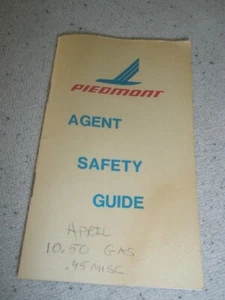 PIEDMONT
AGENT
SAFETY
GUIDE
APRIL
10.50 GAS
.45 MISC